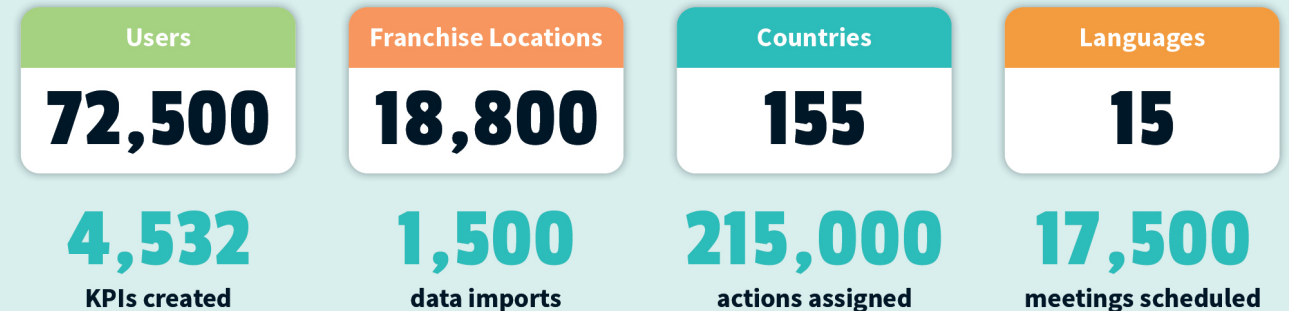 Users
72,500
Franchise Locations
18,800
Countries
155
Languages
15
4,532
KPIs created
1,500
data imports
215,000
actions assigned
17,500
meetings scheduled